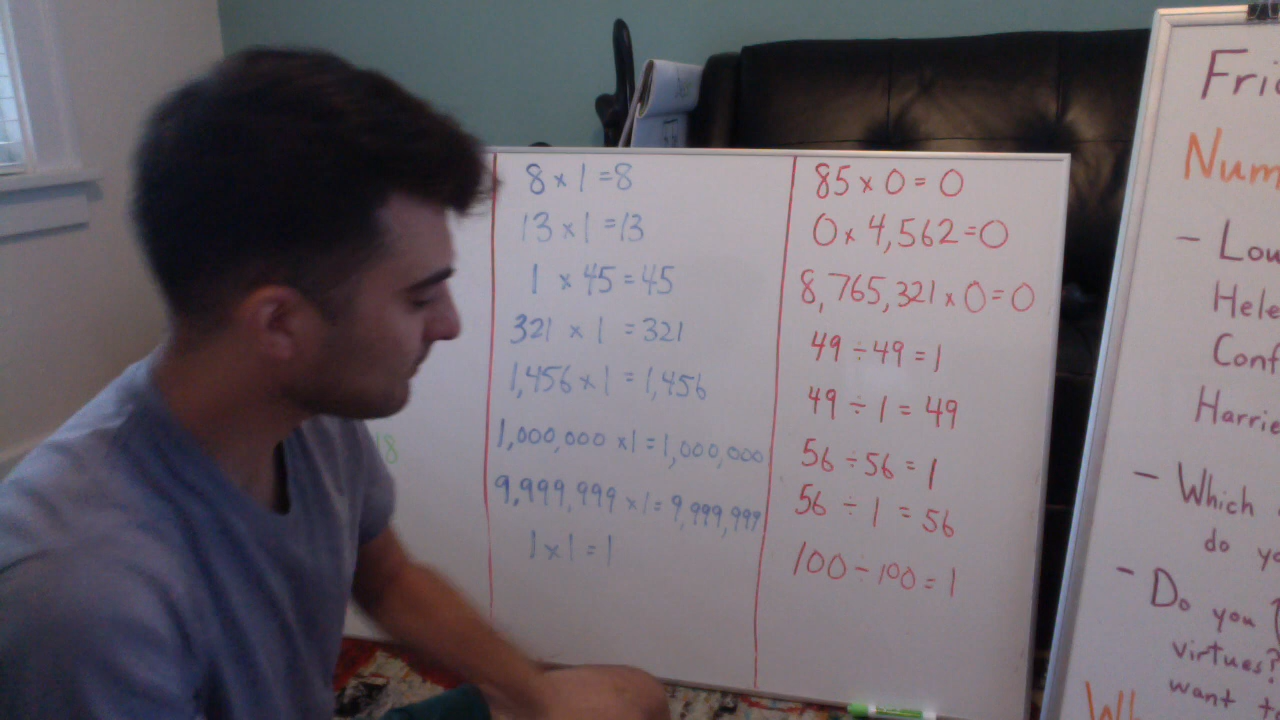 8 × 1 = 8
13 × 1 = 13
1 × 45 = 45
321 × 1 = 321
1,456 × 1 = 1,456
1,000,000 × 1 = 1,000,000
9,999,999 × 1 = 9,999,999
1 × 1 = 1
18
85 × 0 = 0
0 × 4,562 = 0
8,765,321 × 0 = 0
49 ÷ 49 = 1
49 ÷ 1 = 49
56 ÷ 56 = 1
56 ÷ 1 = 56
100 ÷ 100 = 1
Fri
Num
- Lou
Hele
Conf
Harrie
- Which
do yo
- Do you (
virtues?
want to
Wh